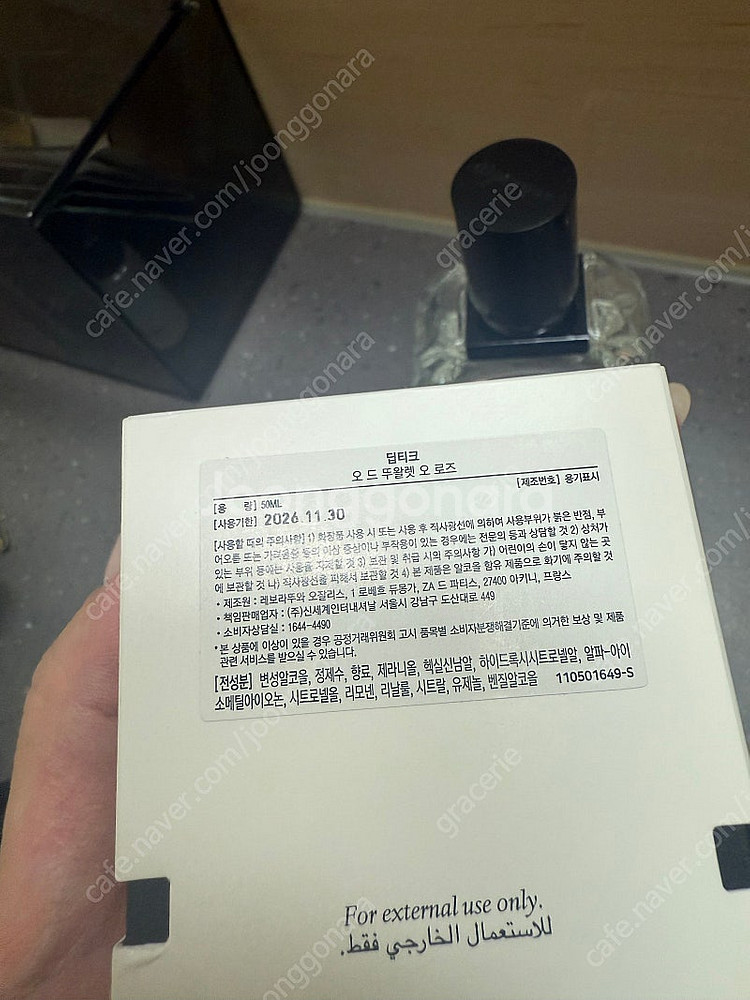 딥티크
오 드 뚜왈렛 오 로즈
[용 량] 50ML [제조번호] 용기표시
[사용기한] 2026.11.30
[사용할 때의 주의사항] 1) 화장품 사용 시 또는 사용 후 직사광선에 의하여 사용부위가 붉은 반점, 부
어오름 또는 가려움증 등의 이상 증상이나 부작용이 있는 경우에는 전문의 등과 상담할 것 2) 상처가
있는 부위 등에는 사용을 자제할 것 3) 보관 및 취급 시의 주의사항 가) 어린이의 손이 닿지 않는 곳
에 보관할 것 나) 직사광선을 피해서 보관할 것 4) 본 제품은 알코올 함유 제품으로 화기에 주의할 것
• 제조원 : 레브라뚜와 오질리스, 1 로베흐 듀몽가, ZA 드 파티스, 27400 아키니, 프랑스
• 책임판매업자 : (주)신세계인터내셔날 서울시 강남구 도산대로 449
• 소비자상담실 : 1644-4490
• 본 상품에 이상이 있을 경우 공정거래위원회 고시 품목별 소비자분쟁해결기준에 의거한 보상 및 제품
관련 서비스를 받으실 수 있습니다.
[전성분] 변성알코올, 정제수, 향료, 제라니올, 헥실신남알, 하이드록시시트로넬알, 알파-아이
소메틸아이오논, 시트로넬올, 리모넨, 리날룰, 시트랄, 유제놀, 벤질알코올 110501649-S
For external use only.
للاستعمال الخارجي فقط.
cafe.naver.com/joonggonara
gracerie
cafe.naver.com/joonggonara
gracerie
cafe.naver.com/joonggonara
joonggonara